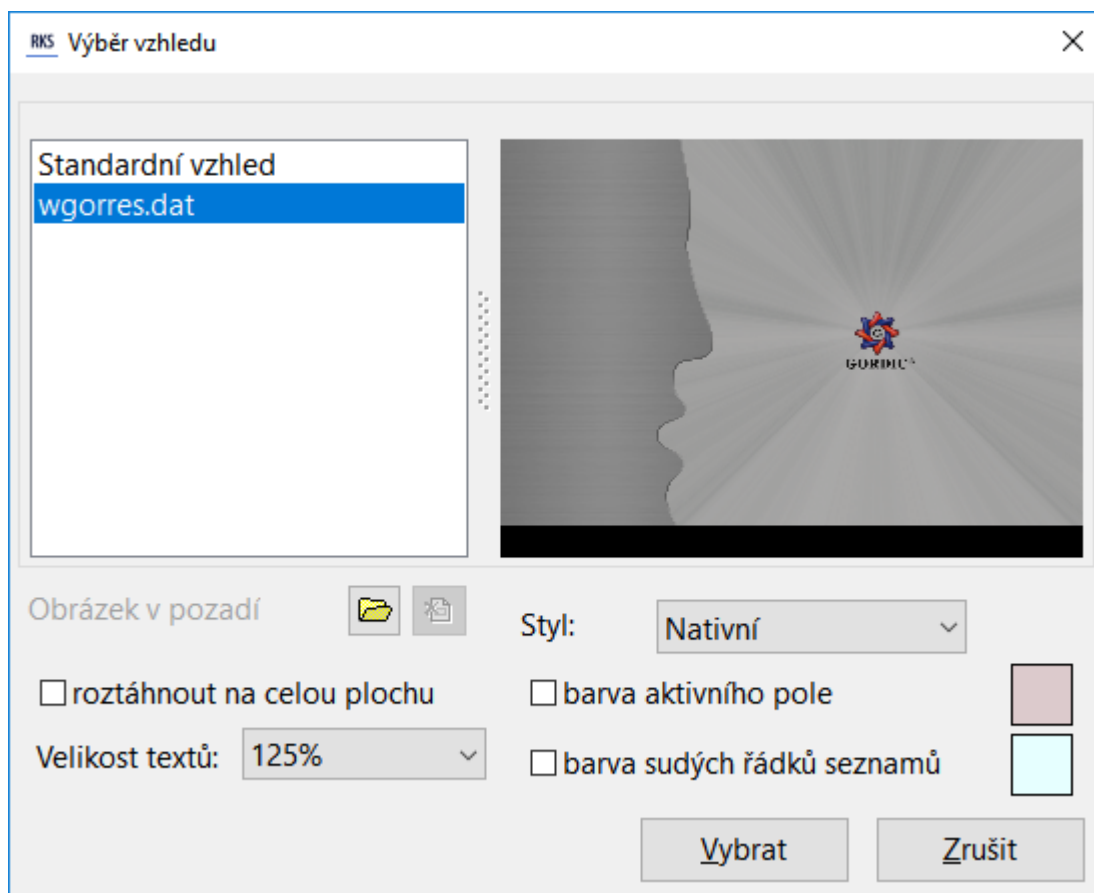 RKS Výběr vzhledu
Standardní vzhled
wgorres.dat
GORDIC®
Obrázek v pozadí
Styl: Nativní
roztáhnout na celou plochu
barva aktivního pole
Velikost textů: 125%
barva sudých řádků seznamů
Vybrat
Zrušit